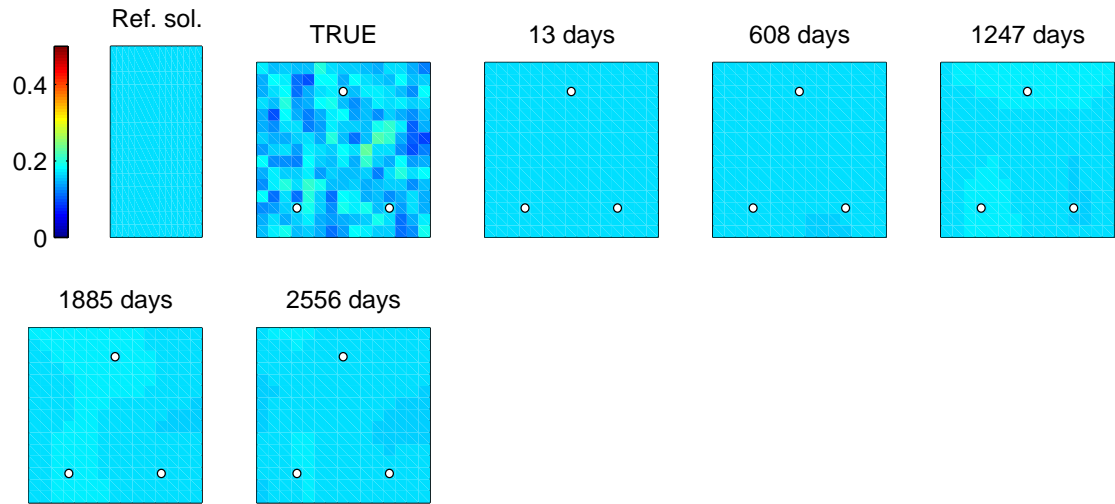 Ref. sol.
TRUE
13 days
608 days
1247 days
0.4
0.2
0
1885 days
2556 days